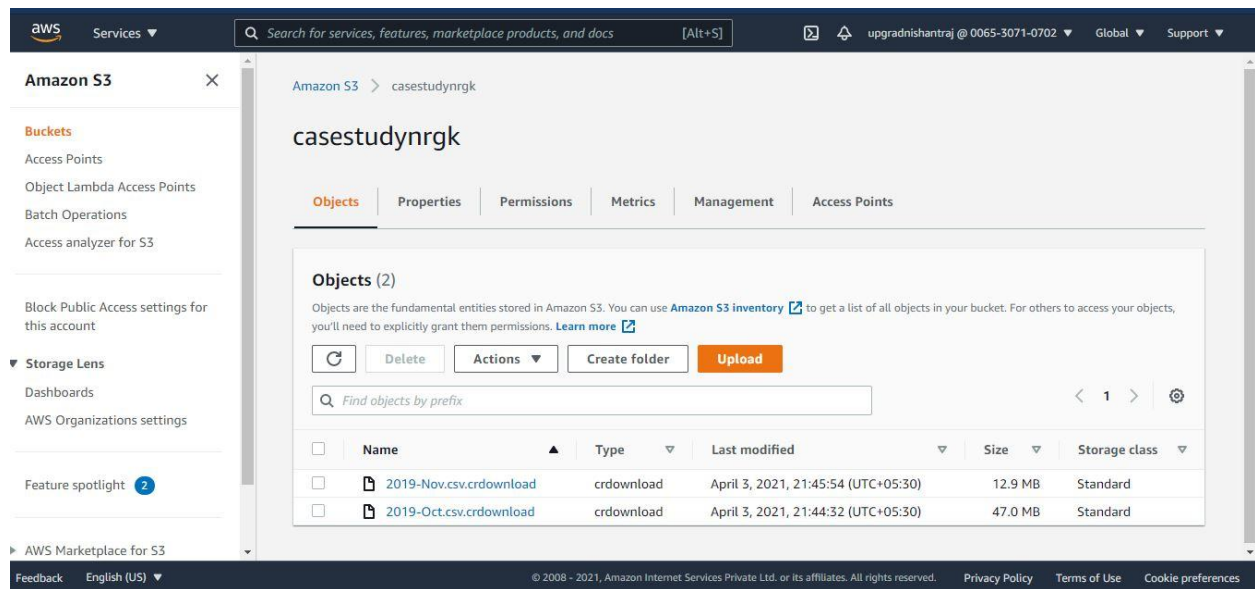 aws Services ▼ Search for services, features, marketplace products, and docs [Alt+S] upgradnishantraj @ 0065-3071-0702 ▼ Global ▼ Support ▼
Amazon S3
Buckets
Access Points
Object Lambda Access Points
Batch Operations
Access analyzer for S3
Block Public Access settings for
this account
Storage Lens
Dashboards
AWS Organizations settings
Feature spotlight 2
AWS Marketplace for S3
Amazon S3 > casestudynrgk
casestudynrgk
Objects Properties Permissions Metrics Management Access Points
Objects (2)
Objects are the fundamental entities stored in Amazon S3. You can use Amazon S3 inventory to get a list of all objects in your bucket. For others to access your objects,
you'll need to explicitly grant them permissions. Learn more
Delete Actions ▼ Create folder Upload
Find objects by prefix
< 1 >
Name Type Last modified Size Storage class
2019-Nov.csv.crdownload crdownload April 3, 2021, 21:45:54 (UTC+05:30) 12.9 MB Standard
2019-Oct.csv.crdownload crdownload April 3, 2021, 21:44:32 (UTC+05:30) 47.0 MB Standard
Feedback English (US) ▼ © 2008 - 2021, Amazon Internet Services Private Ltd. or its affiliates. All rights reserved. Privacy Policy Terms of Use Cookie preferences